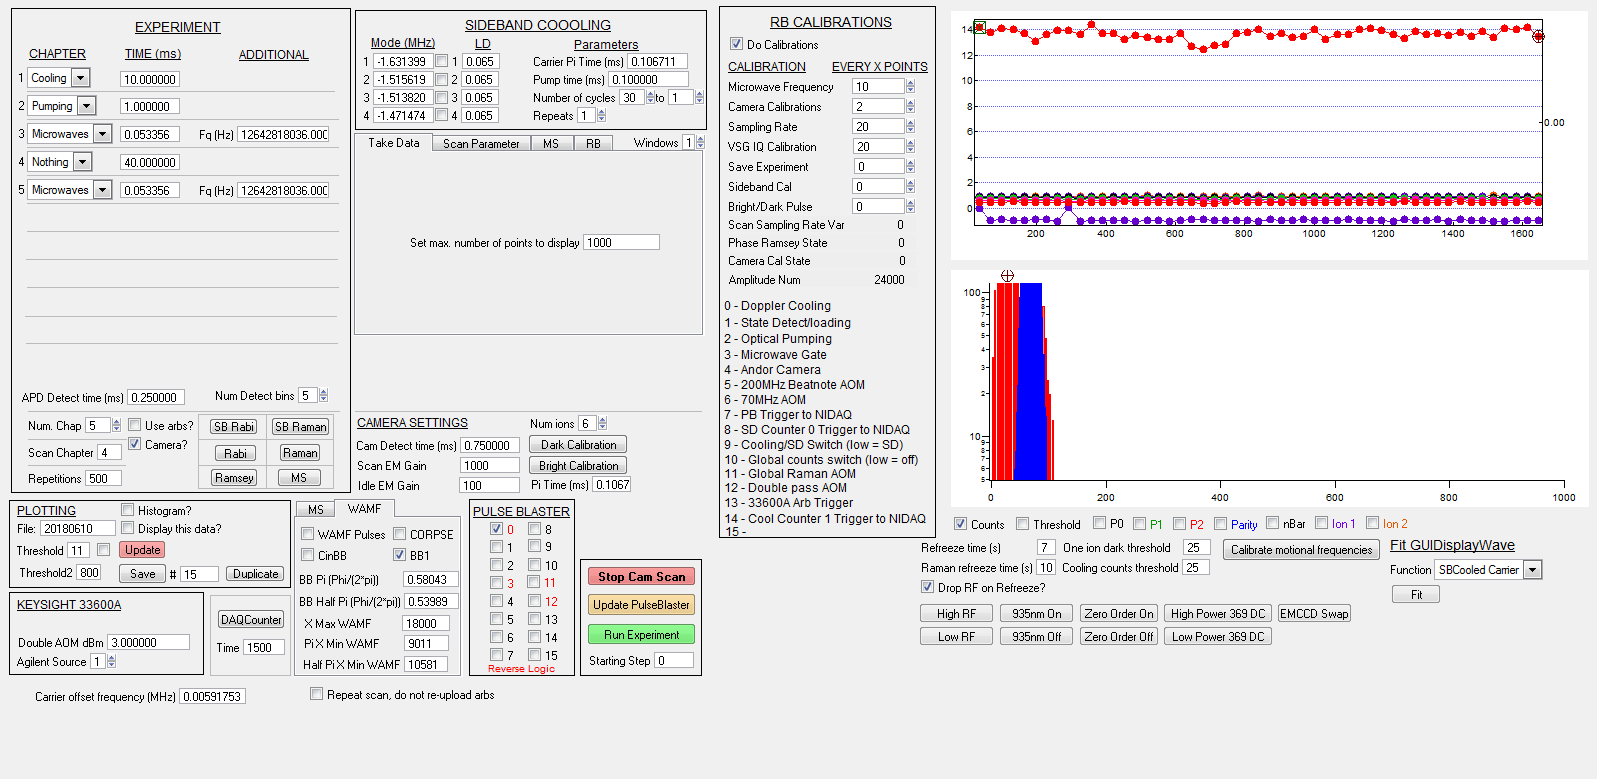 EXPERIMENT
CHAPTER TIME (ms) ADDITIONAL
1 Cooling 10.000000
2 Pumping 1.000000
3 Microwaves 0.053356 Fq (Hz) 12642818036.000
4 Nothing 40.000000
5 Microwaves 0.053356 Fq (Hz) 12642818036.000
APD Detect time (ms) 0.250000 Num Detect bins 5
Num. Chap 5 Use arbs?
Scan Chapter 4 Camera?
Repetitions 500
SB Rabi SB Raman
Rabi Raman
Ramsey MS
SIDEBAND COOOLING
Mode (MHz) LD Parameters
1 -1.631399 1 0.065 Carrier Pi Time (ms) 0.106711
2 -1.515619 2 0.065 Pump time (ms) 0.100000
3 -1.513820 3 0.065 Number of cycles 30 to 1
4 -1.471474 4 0.065 Repeats 1
Take Data Scan Parameter MS RB Windows 1
Set max. number of points to display 1000
CAMERA SETTINGS Num ions 6
Cam Detect time (ms) 0.750000 Dark Calibration
Scan EM Gain 1000 Bright Calibration
Idle EM Gain 100 Pi Time (ms) 0.1067
RB CALIBRATIONS
Do Calibrations
CALIBRATION EVERY X POINTS
Microwave Frequency 10
Camera Calibrations 2
Sampling Rate 20
VSG IQ Calibration 20
Save Experiment 0
Sideband Cal 0
Bright/Dark Pulse 0
Scan Sampling Rate Var 0
Phase Ramsey State 0
Camera Cal State 0
Amplitude Num 24000
0 - Doppler Cooling
1 - State Detect/loading
2 - Optical Pumping
3 - Microwave Gate
4 - Andor Camera
5 - 200MHz Beatnote AOM
6 - 70MHz AOM
7 - PB Trigger to NIDAQ
8 - SD Counter 0 Trigger to NIDAQ
9 - Cooling/SD Switch (low = SD)
10 - Global counts switch (low = off)
11 - Global Raman AOM
12 - Double pass AOM
13 - 33600A Arb Trigger
14 - Cool Counter 1 Trigger to NIDAQ
15 -
PLOTTING Histogram?
File: 20180610 Display this data?
Threshold 11 Update
Threshold2 800 Save # 15 Duplicate
KEYSIGHT 33600A
Double AOM dBm 3.000000
Agilent Source 1
DAQCounter
Time 1500
Carrier offset frequency (MHz) 0.00591753
MS WAMF
WAMF Pulses CORPSE
CinBB BB1
BB Pi (Phi/(2*pi)) 0.58043
BB Half Pi (Phi/(2*pi)) 0.53989
X Max WAMF 18000
Pi X Min WAMF 9011
Half Pi X Min WAMF 10581
Repeat scan, do not re-upload arbs
PULSE BLASTER
0 8
1 9
2 10
3 11
4 12
5 13
6 14
7 15
Reverse Logic
Stop Cam Scan
Update PulseBlaster
Run Experiment
Starting Step 0
14
12
10
8
6
4
2
0
0.00
200 400 600 800 1000 1200 1400 1600
100
9
8
7
6
5
4
3
2
10
9
8
7
6
5
0 200 400 600 800 1000
Counts Threshold P0 P1 P2 Parity nBar Ion 1 Ion 2
Refreeze time (s) 7 One ion dark threshold 25 Calibrate motional frequencies
Raman refreeze time (s) 10 Cooling counts threshold 25
Drop RF on Refreeze?
High RF 935nm On Zero Order On High Power 369 DC EMCCD Swap
Low RF 935nm Off Zero Order Off Low Power 369 DC
Fit GUIDisplayWave
Function SBCooled Carrier
Fit